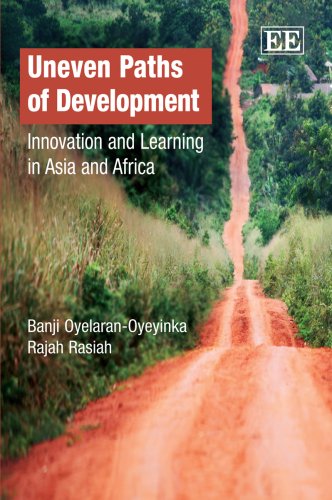 EE
Uneven Paths
of Development
Innovation and Learning
in Asia and Africa
Banji Oyelaran-Oyeyinka
Rajah Rasiah